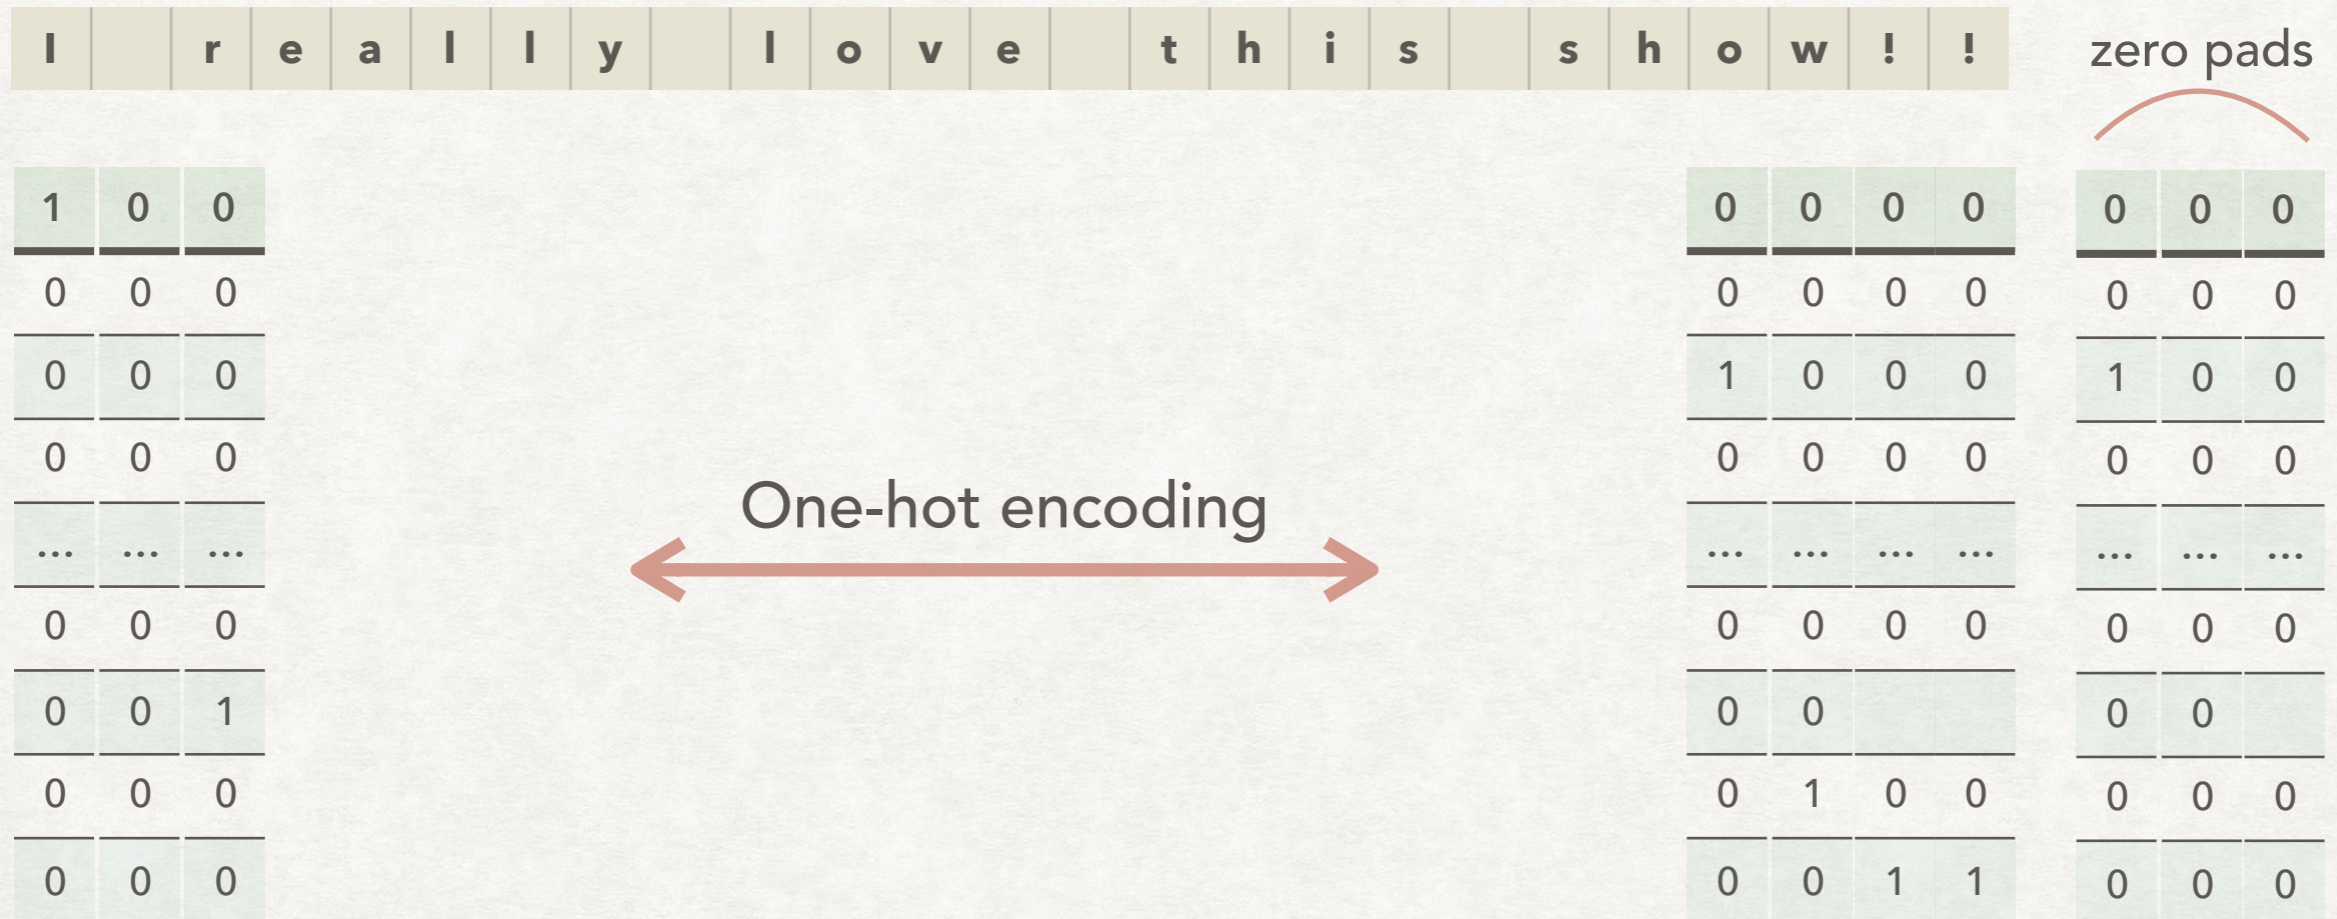 I r e a l l y l o v e t h i s s h o w ! ! zero pads
1 0 0 0 0 0 0 0 0 0
0 0 0 0 0 0 0 0 0 0
0 0 0 1 0 0 0 1 0 0
0 0 0 0 0 0 0 0 0 0
One-hot encoding
... ... ... ... ... ... ... ... ... ...
0 0 0 0 0 0 0 0 0 0
0 0 1 0 0 0 0
0 0 0 0 1 0 0 0 0 0
0 0 0 0 0 1 1 0 0 0